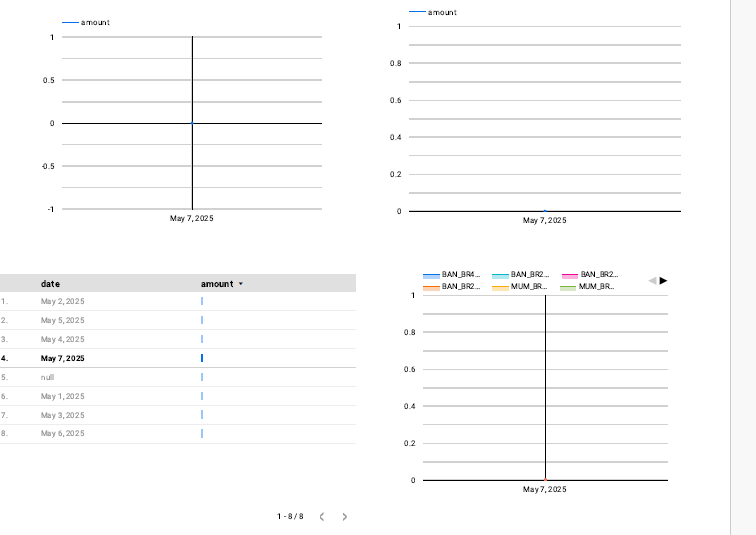 amount
1
0.5
0
-0.5
-1
May 7, 2025
amount
1
0.8
0.6
0.4
0.2
0
May 7, 2025
date amount
1. May 2, 2025
2. May 5, 2025
3. May 4, 2025
4. May 7, 2025
5. null
6. May 1, 2025
7. May 3, 2025
8. May 6, 2025
1 - 8 / 8
BAN_BR4... BAN_BR2... BAN_BR2...
BAN_BR2... MUM_BR... MUM_BR...
1
0.8
0.6
0.4
0.2
0
May 7, 2025